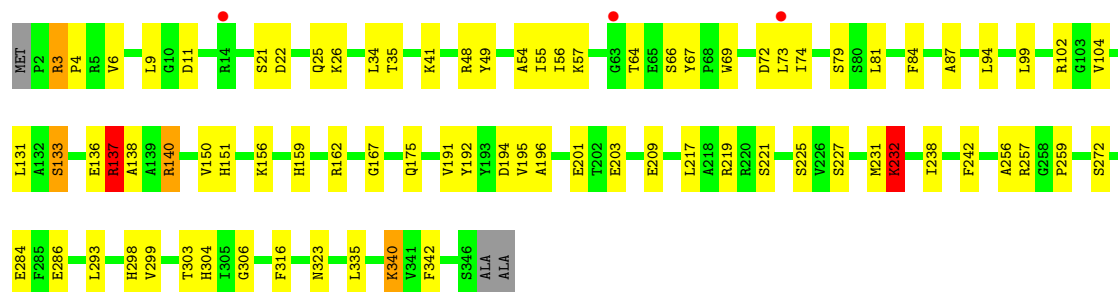 MET P2 R3 P4 R5 V6 L9 G10 D11 R14 S21 D22 Q25 K26 L34 T35 K41 R48 Y49 A54 I55 I56 K57 G63 T64 E65 S66 Y67 P68 W69 D72 L73 I74 S79 S80 L81 F84 A87 L94 L99 R102 G103 V104
L131 A132 S133 E136 R137 A138 A139 R140 V150 H151 K156 H159 R162 G167 Q175 V191 Y192 Y193 D194 V195 A196 E201 T202 E203 E209 L217 A218 R219 R220 S221 S225 V226 S227 M231 K232 I238 F242 A256 R257 G258 P259 S272
E284 F285 E286 L293 H298 V299 T303 H304 I305 G306 F316 N323 L335 K340 V341 F342 S346 ALA ALA